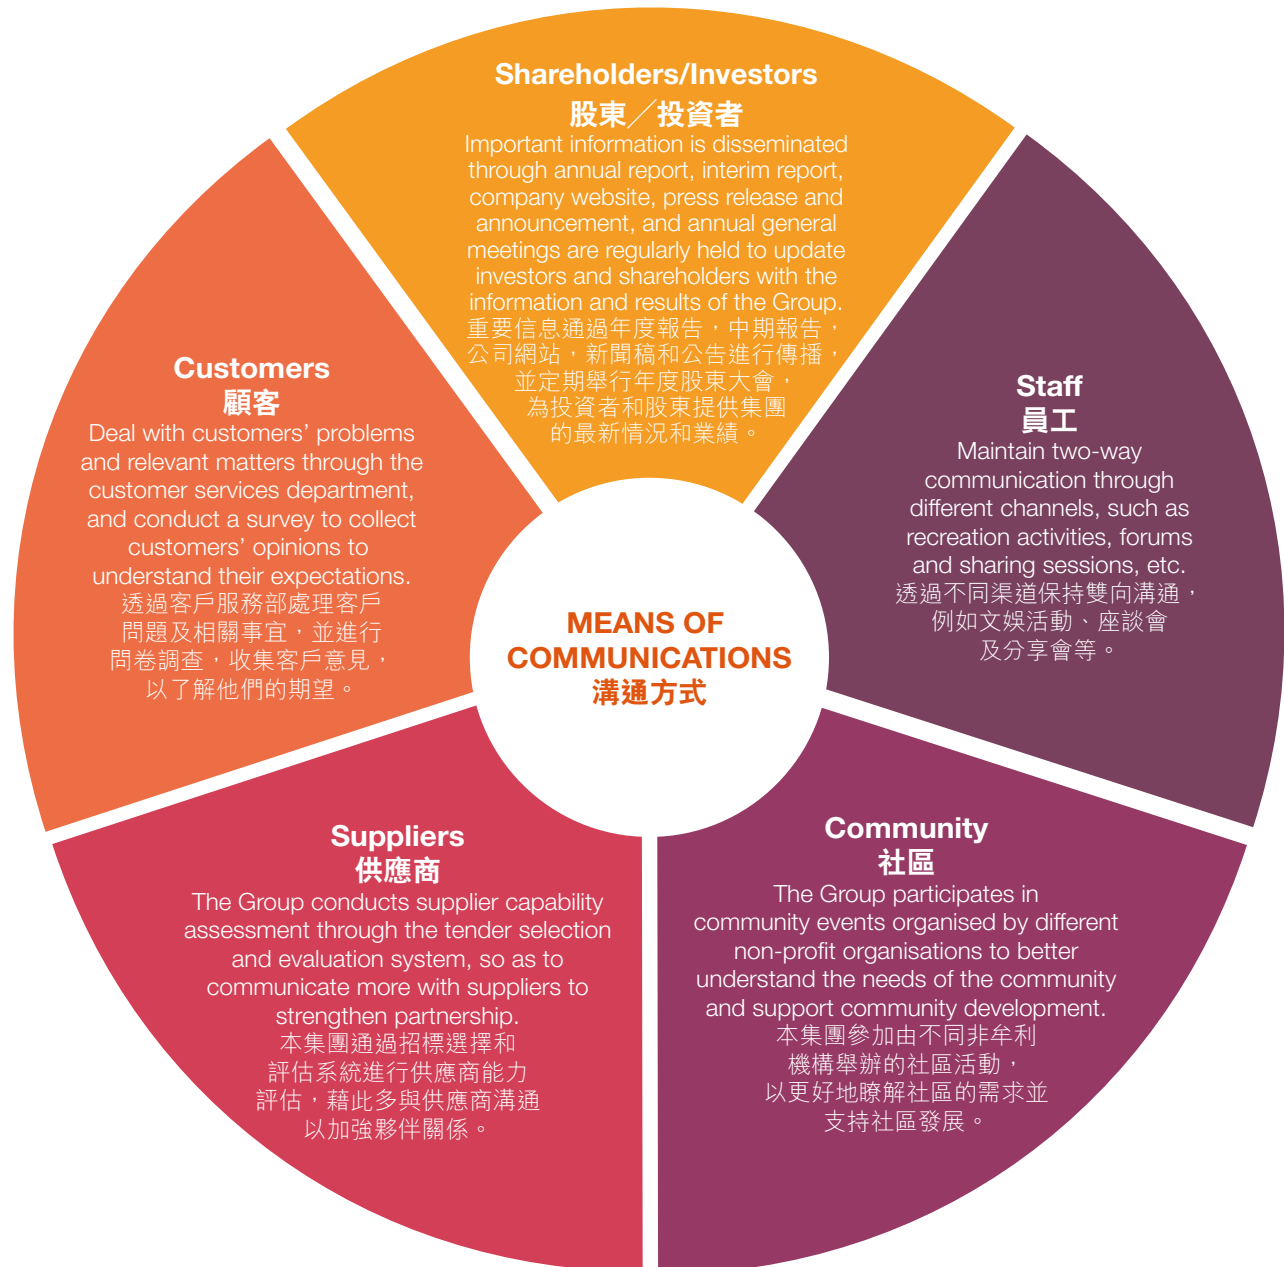 Shareholders/Investors
股東／投資者
Important information is disseminated
through annual report, interim report,
company website, press release and
announcement, and annual general
meetings are regularly held to update
investors and shareholders with the
information and results of the Group.
重要信息通過年度報告，中期報告，
公司網站，新聞稿和公告進行傳播，
並定期舉行年度股東大會，
為投資者和股東提供集團
的最新情況和業績。
Customers
顧客
Deal with customers’ problems
and relevant matters through the
customer services department,
and conduct a survey to collect
customers’ opinions to
understand their expectations.
透過客戶服務部處理客戶
問題及相關事宜，並進行
問卷調查，收集客戶意見，
以了解他們的期望。
Staff
員工
Maintain two-way
communication through
different channels, such as
recreation activities, forums
and sharing sessions, etc.
透過不同渠道保持雙向溝通，
例如文娛活動、座談會
及分享會等。
MEANS OF
COMMUNICATIONS
溝通方式
Suppliers
供應商
The Group conducts supplier capability
assessment through the tender selection
and evaluation system, so as to
communicate more with suppliers to
strengthen partnership.
本集團通過招標選擇和
評估系統進行供應商能力
評估，藉此多與供應商溝通
以加強夥伴關係。
Community
社區
The Group participates in
community events organised by different
non-profit organisations to better
understand the needs of the community
and support community development.
本集團參加由不同非牟利
機構舉辦的社區活動，
以更好地瞭解社區的需求並
支持社區發展。